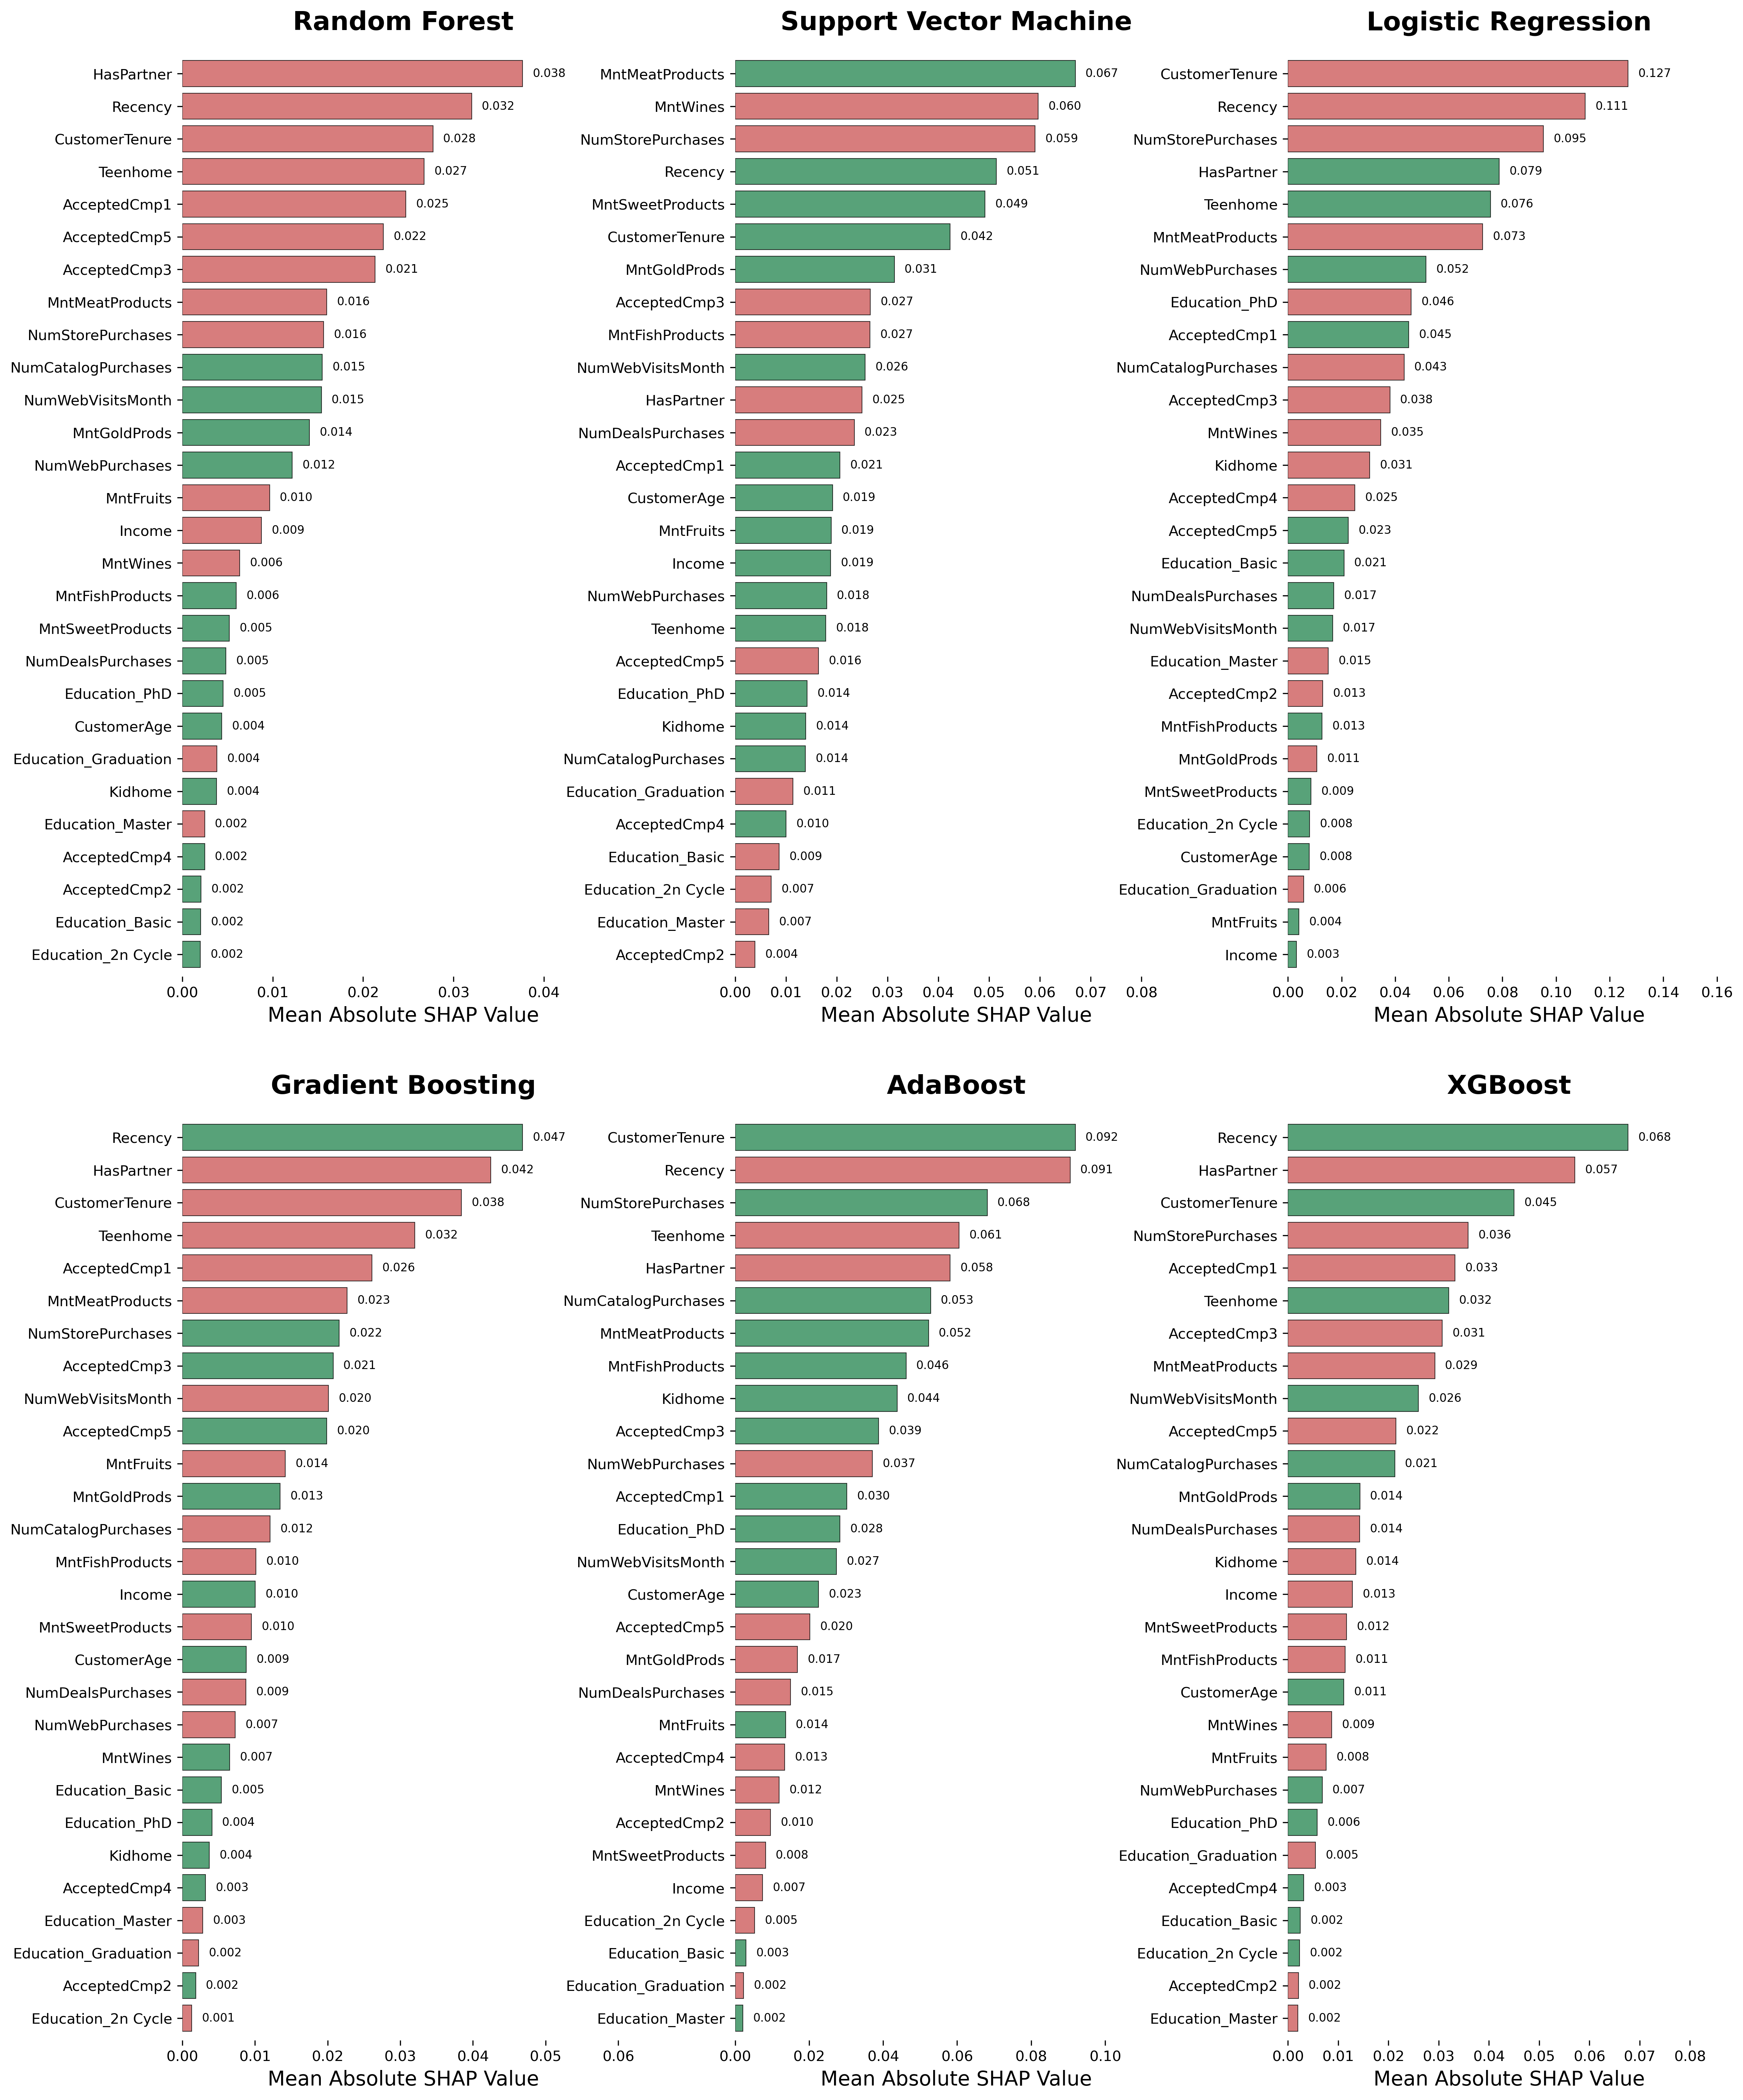 Random Forest
HasPartner 0.038
Recency 0.032
CustomerTenure 0.028
Teenhome 0.027
AcceptedCmp1 0.025
AcceptedCmp5 0.022
AcceptedCmp3 0.021
MntMeatProducts 0.016
NumStorePurchases 0.016
NumCatalogPurchases 0.015
NumWebVisitsMonth 0.015
MntGoldProds 0.014
NumWebPurchases 0.012
MntFruits 0.010
Income 0.009
MntWines 0.006
MntFishProducts 0.006
MntSweetProducts 0.005
NumDealsPurchases 0.005
Education_PhD 0.005
CustomerAge 0.004
Education_Graduation 0.004
Kidhome 0.004
Education_Master 0.002
AcceptedCmp4 0.002
AcceptedCmp2 0.002
Education_Basic 0.002
Education_2n Cycle 0.002
0.00 0.01 0.02 0.03 0.04
Mean Absolute SHAP Value
Support Vector Machine
MntMeatProducts 0.067
MntWines 0.060
NumStorePurchases 0.059
Recency 0.051
MntSweetProducts 0.049
CustomerTenure 0.042
MntGoldProds 0.031
AcceptedCmp3 0.027
MntFishProducts 0.027
NumWebVisitsMonth 0.026
HasPartner 0.025
NumDealsPurchases 0.023
AcceptedCmp1 0.021
CustomerAge 0.019
MntFruits 0.019
Income 0.019
NumWebPurchases 0.018
Teenhome 0.018
AcceptedCmp5 0.016
Education_PhD 0.014
Kidhome 0.014
NumCatalogPurchases 0.014
Education_Graduation 0.011
AcceptedCmp4 0.010
Education_Basic 0.009
Education_2n Cycle 0.007
Education_Master 0.007
AcceptedCmp2 0.004
0.00 0.01 0.02 0.03 0.04 0.05 0.06 0.07 0.08
Mean Absolute SHAP Value
Logistic Regression
CustomerTenure 0.127
Recency 0.111
NumStorePurchases 0.095
HasPartner 0.079
Teenhome 0.076
MntMeatProducts 0.073
NumWebPurchases 0.052
Education_PhD 0.046
AcceptedCmp1 0.045
NumCatalogPurchases 0.043
AcceptedCmp3 0.038
MntWines 0.035
Kidhome 0.031
AcceptedCmp4 0.025
AcceptedCmp5 0.023
Education_Basic 0.021
NumDealsPurchases 0.017
NumWebVisitsMonth 0.017
Education_Master 0.015
AcceptedCmp2 0.013
MntFishProducts 0.013
MntGoldProds 0.011
MntSweetProducts 0.009
Education_2n Cycle 0.008
CustomerAge 0.008
Education_Graduation 0.006
MntFruits 0.004
Income 0.003
0.00 0.02 0.04 0.06 0.08 0.10 0.12 0.14 0.16
Mean Absolute SHAP Value
Gradient Boosting
Recency 0.047
HasPartner 0.042
CustomerTenure 0.038
Teenhome 0.032
AcceptedCmp1 0.026
MntMeatProducts 0.023
NumStorePurchases 0.022
AcceptedCmp3 0.021
NumWebVisitsMonth 0.020
AcceptedCmp5 0.020
MntFruits 0.014
MntGoldProds 0.013
NumCatalogPurchases 0.012
MntFishProducts 0.010
Income 0.010
MntSweetProducts 0.010
CustomerAge 0.009
NumDealsPurchases 0.009
NumWebPurchases 0.007
MntWines 0.007
Education_Basic 0.005
Education_PhD 0.004
Kidhome 0.004
AcceptedCmp4 0.003
Education_Master 0.003
Education_Graduation 0.002
AcceptedCmp2 0.002
Education_2n Cycle 0.001
0.00 0.01 0.02 0.03 0.04 0.05 0.06
Mean Absolute SHAP Value
AdaBoost
CustomerTenure 0.092
Recency 0.091
NumStorePurchases 0.068
Teenhome 0.061
HasPartner 0.058
NumCatalogPurchases 0.053
MntMeatProducts 0.052
MntFishProducts 0.046
Kidhome 0.044
AcceptedCmp3 0.039
NumWebPurchases 0.037
AcceptedCmp1 0.030
Education_PhD 0.028
NumWebVisitsMonth 0.027
CustomerAge 0.023
AcceptedCmp5 0.020
MntGoldProds 0.017
NumDealsPurchases 0.015
MntFruits 0.014
AcceptedCmp4 0.013
MntWines 0.012
AcceptedCmp2 0.010
MntSweetProducts 0.008
Income 0.007
Education_2n Cycle 0.005
Education_Basic 0.003
Education_Graduation 0.002
Education_Master 0.002
0.00 0.02 0.04 0.06 0.08 0.10
Mean Absolute SHAP Value
XGBoost
Recency 0.068
HasPartner 0.057
CustomerTenure 0.045
NumStorePurchases 0.036
AcceptedCmp1 0.033
Teenhome 0.032
AcceptedCmp3 0.031
MntMeatProducts 0.029
NumWebVisitsMonth 0.026
AcceptedCmp5 0.022
NumCatalogPurchases 0.021
MntGoldProds 0.014
NumDealsPurchases 0.014
Kidhome 0.014
Income 0.013
MntSweetProducts 0.012
MntFishProducts 0.011
CustomerAge 0.011
MntWines 0.009
MntFruits 0.008
NumWebPurchases 0.007
Education_PhD 0.006
Education_Graduation 0.005
AcceptedCmp4 0.003
Education_Basic 0.002
Education_2n Cycle 0.002
AcceptedCmp2 0.002
Education_Master 0.002
0.00 0.01 0.02 0.03 0.04 0.05 0.06 0.07 0.08
Mean Absolute SHAP Value